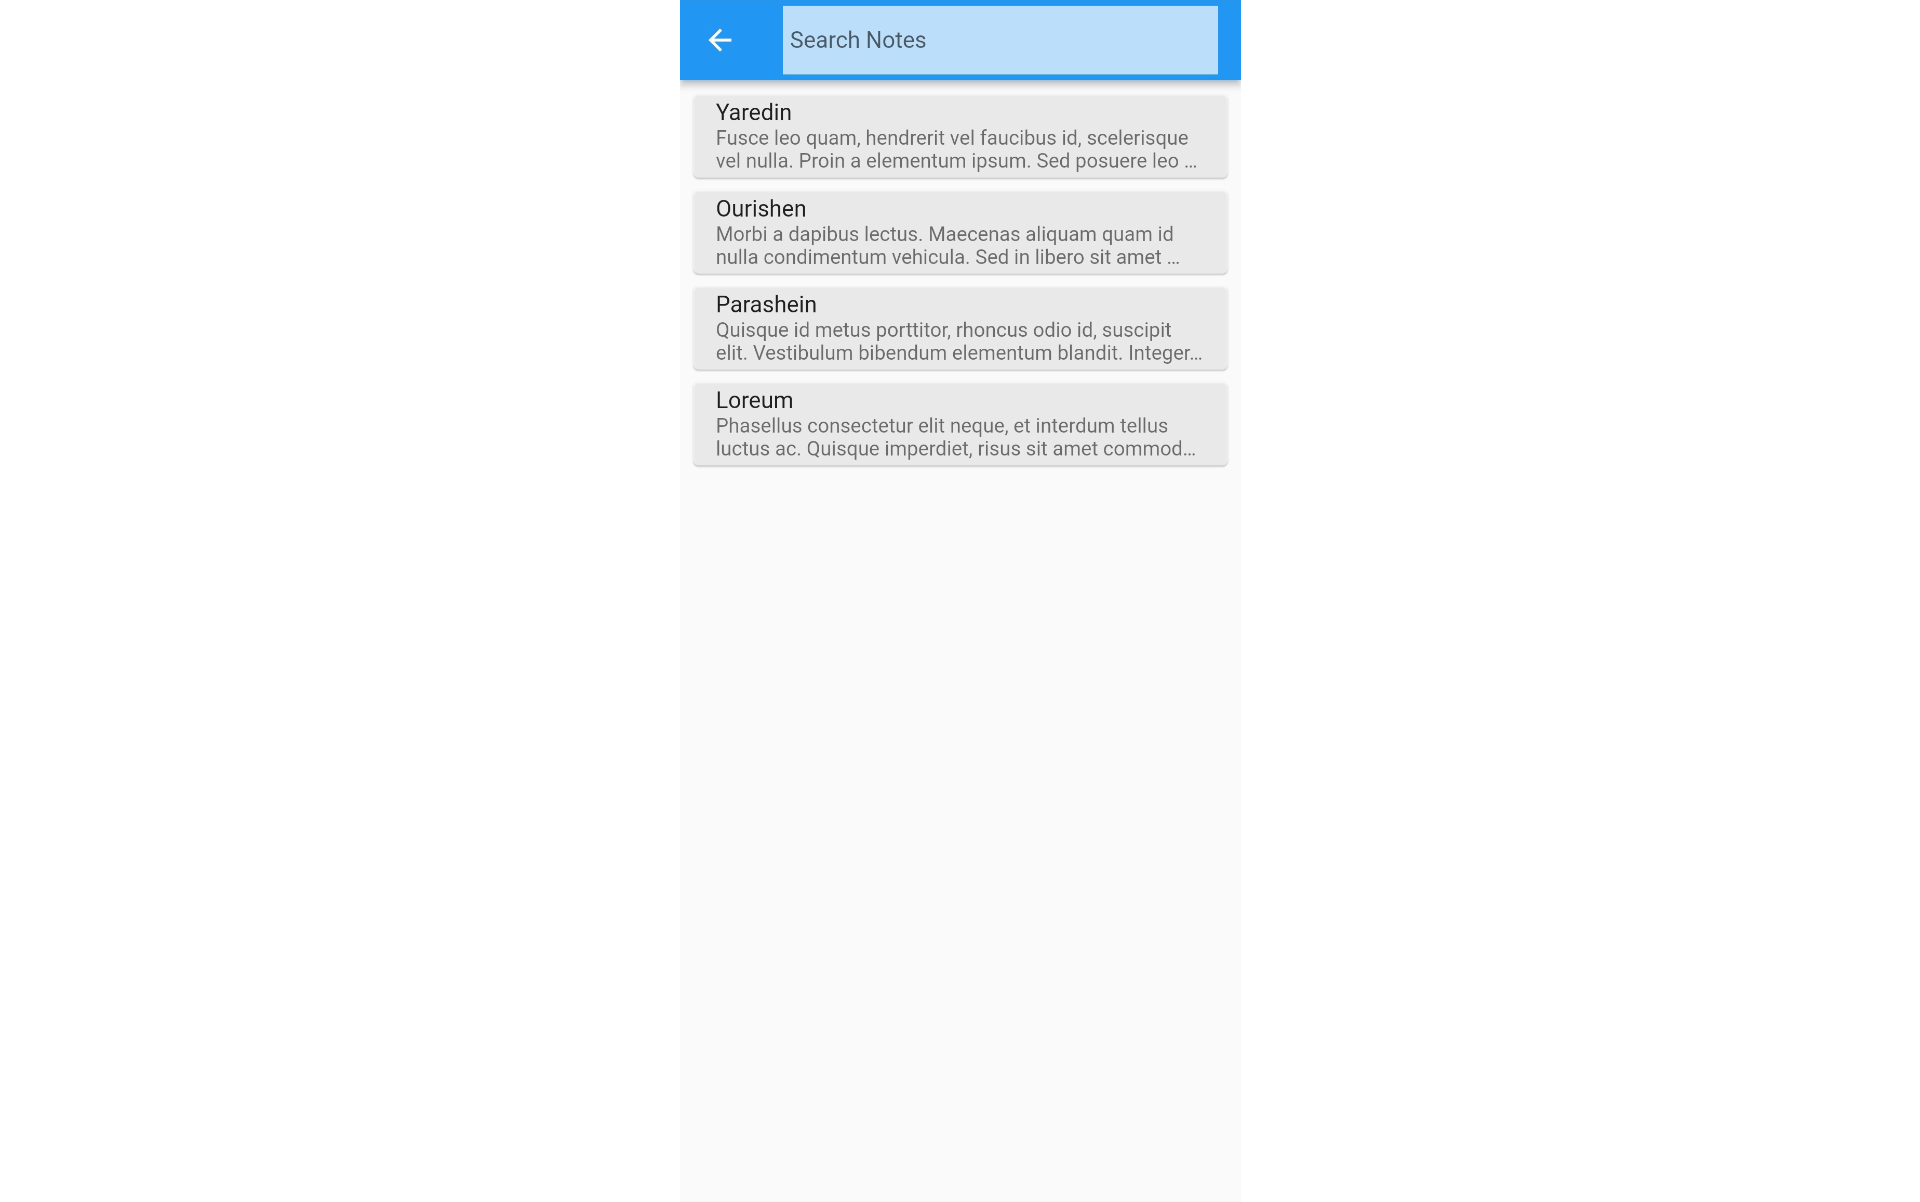 Search Notes
Yaredin
Fusce leo quam, hendrerit vel faucibus id, scelerisque
vel nulla. Proin a elementum ipsum. Sed posuere leo ...
Ourishen
Morbi a dapibus lectus. Maecenas aliquam quam id
nulla condimentum vehicula. Sed in libero sit amet ...
Parashein
Quisque id metus porttitor, rhoncus odio id, suscipit
elit. Vestibulum bibendum elementum blandit. Integer...
Loreum
Phasellus consectetur elit neque, et interdum tellus
luctus ac. Quisque imperdiet, risus sit amet commod...